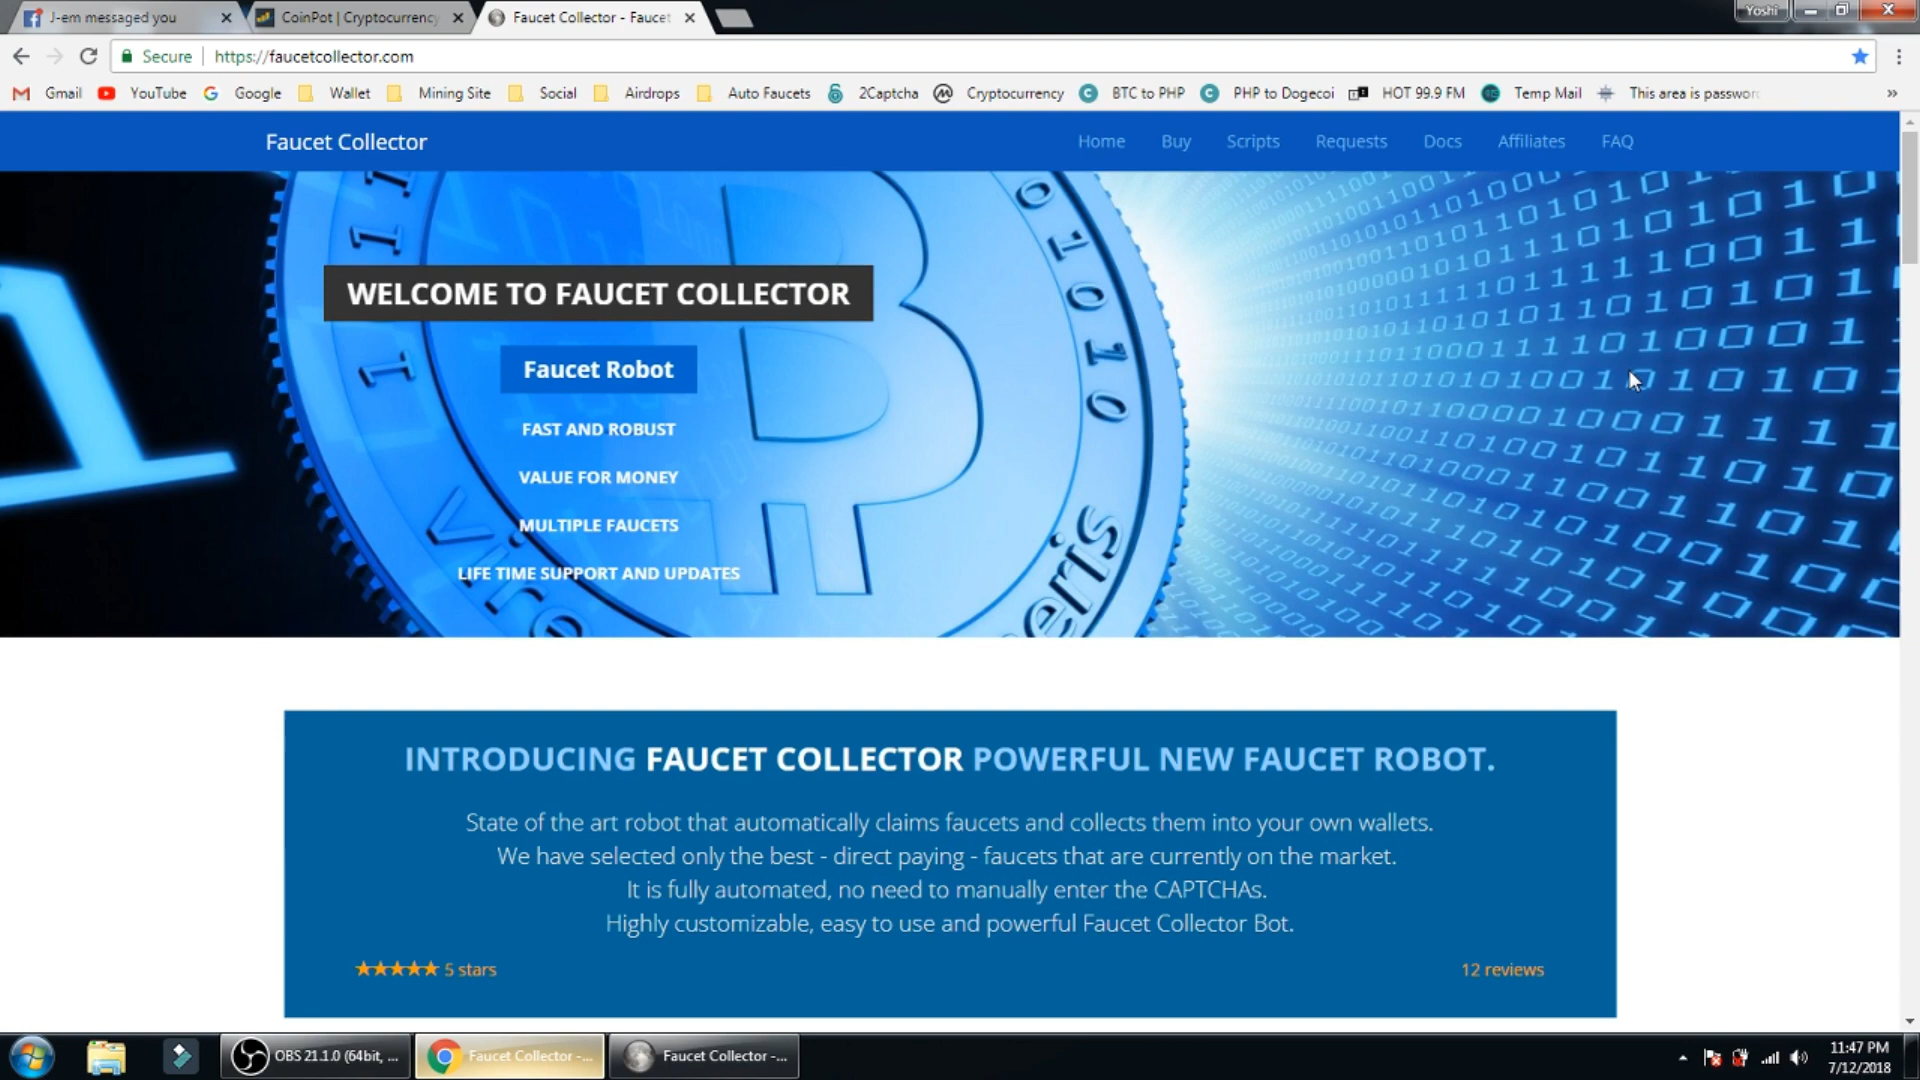 J-em messaged you
CoinPot | Cryptocurrency
Faucet Collector - Faucet
Yoshi
Secure
https://faucetcollector.com
Gmail
YouTube
Google
Wallet
Mining Site
Social
Airdrops
Auto Faucets
2Captcha
Cryptocurrency
BTC to PHP
PHP to Dogecoi
HOT 99.9 FM
Temp Mail
This area is passwor
Faucet Collector
Home
Buy
Scripts
Requests
Docs
Affiliates
FAQ
WELCOME TO FAUCET COLLECTOR
Faucet Robot
FAST AND ROBUST
VALUE FOR MONEY
MULTIPLE FAUCETS
LIFE TIME SUPPORT AND UPDATES
INTRODUCING FAUCET COLLECTOR POWERFUL NEW FAUCET ROBOT.
State of the art robot that automatically claims faucets and collects them into your own wallets.
We have selected only the best - direct paying - faucets that are currently on the market.
It is fully automated, no need to manually enter the CAPTCHAs.
Highly customizable, easy to use and powerful Faucet Collector Bot.
★★★★★ 5 stars
12 reviews
OBS 21.1.0 (64bit, ...
Faucet Collector -...
Faucet Collector -...
11:47 PM
7/12/2018